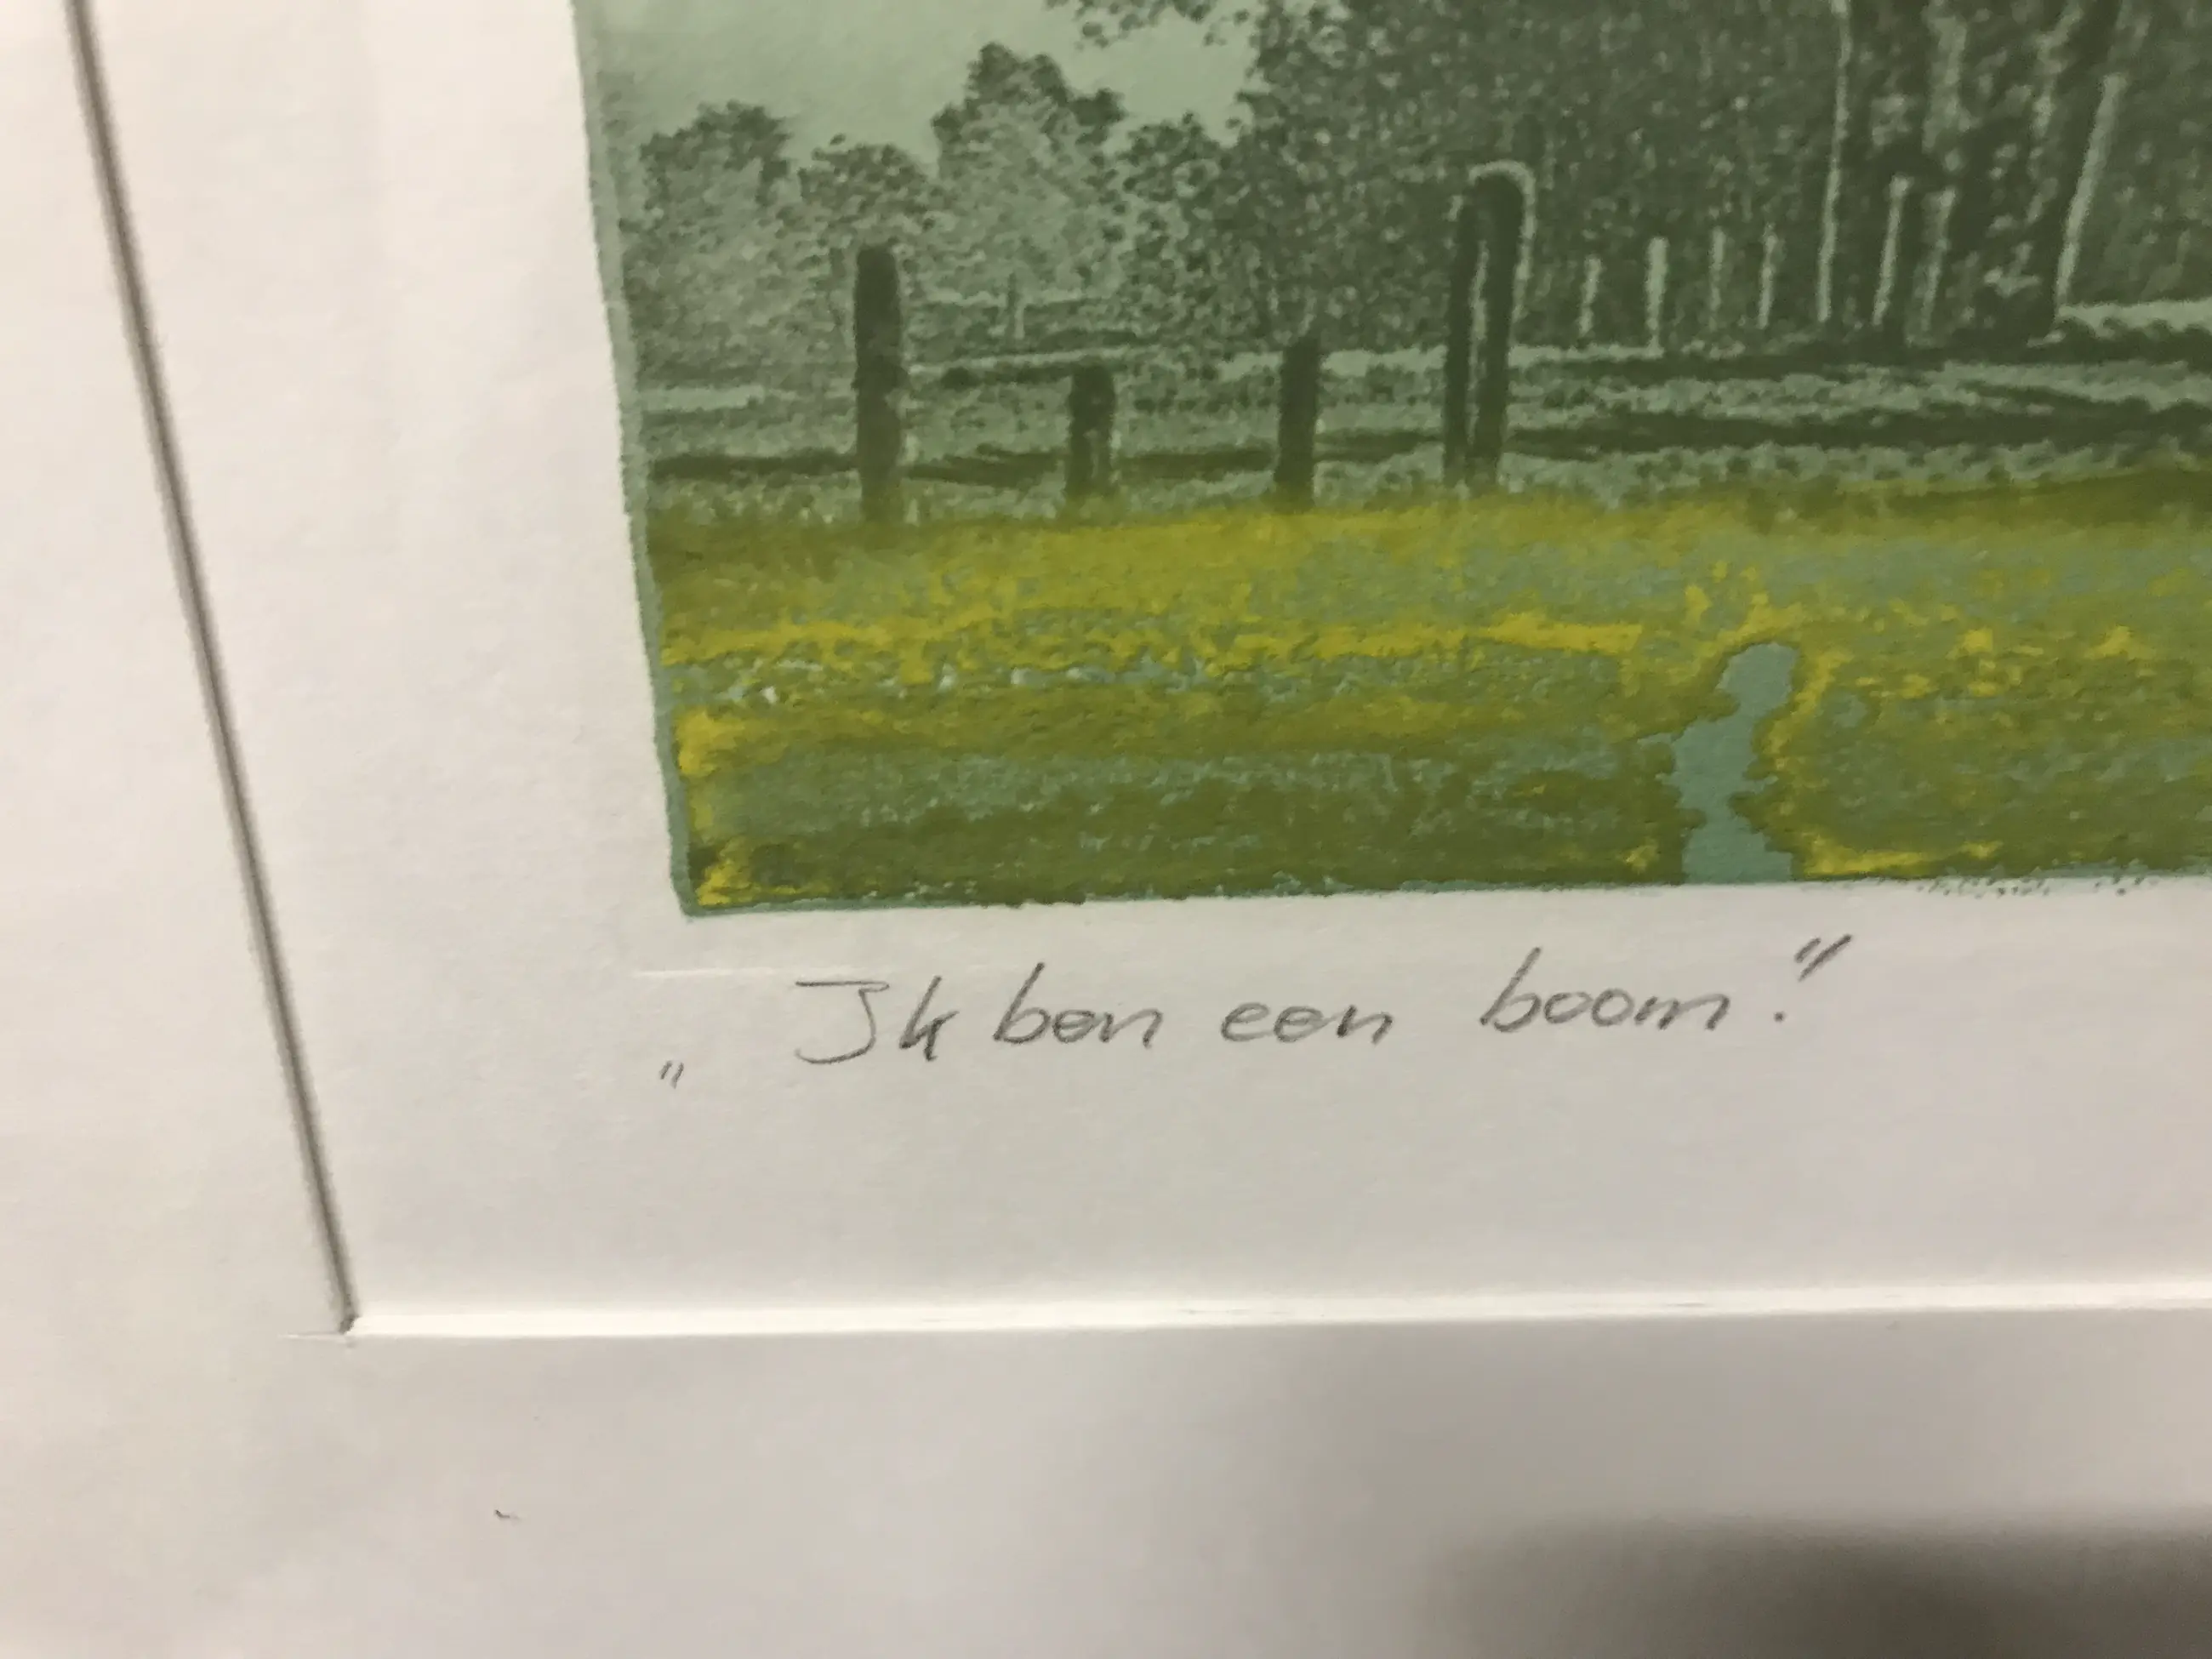 „ Ik ben een boom."